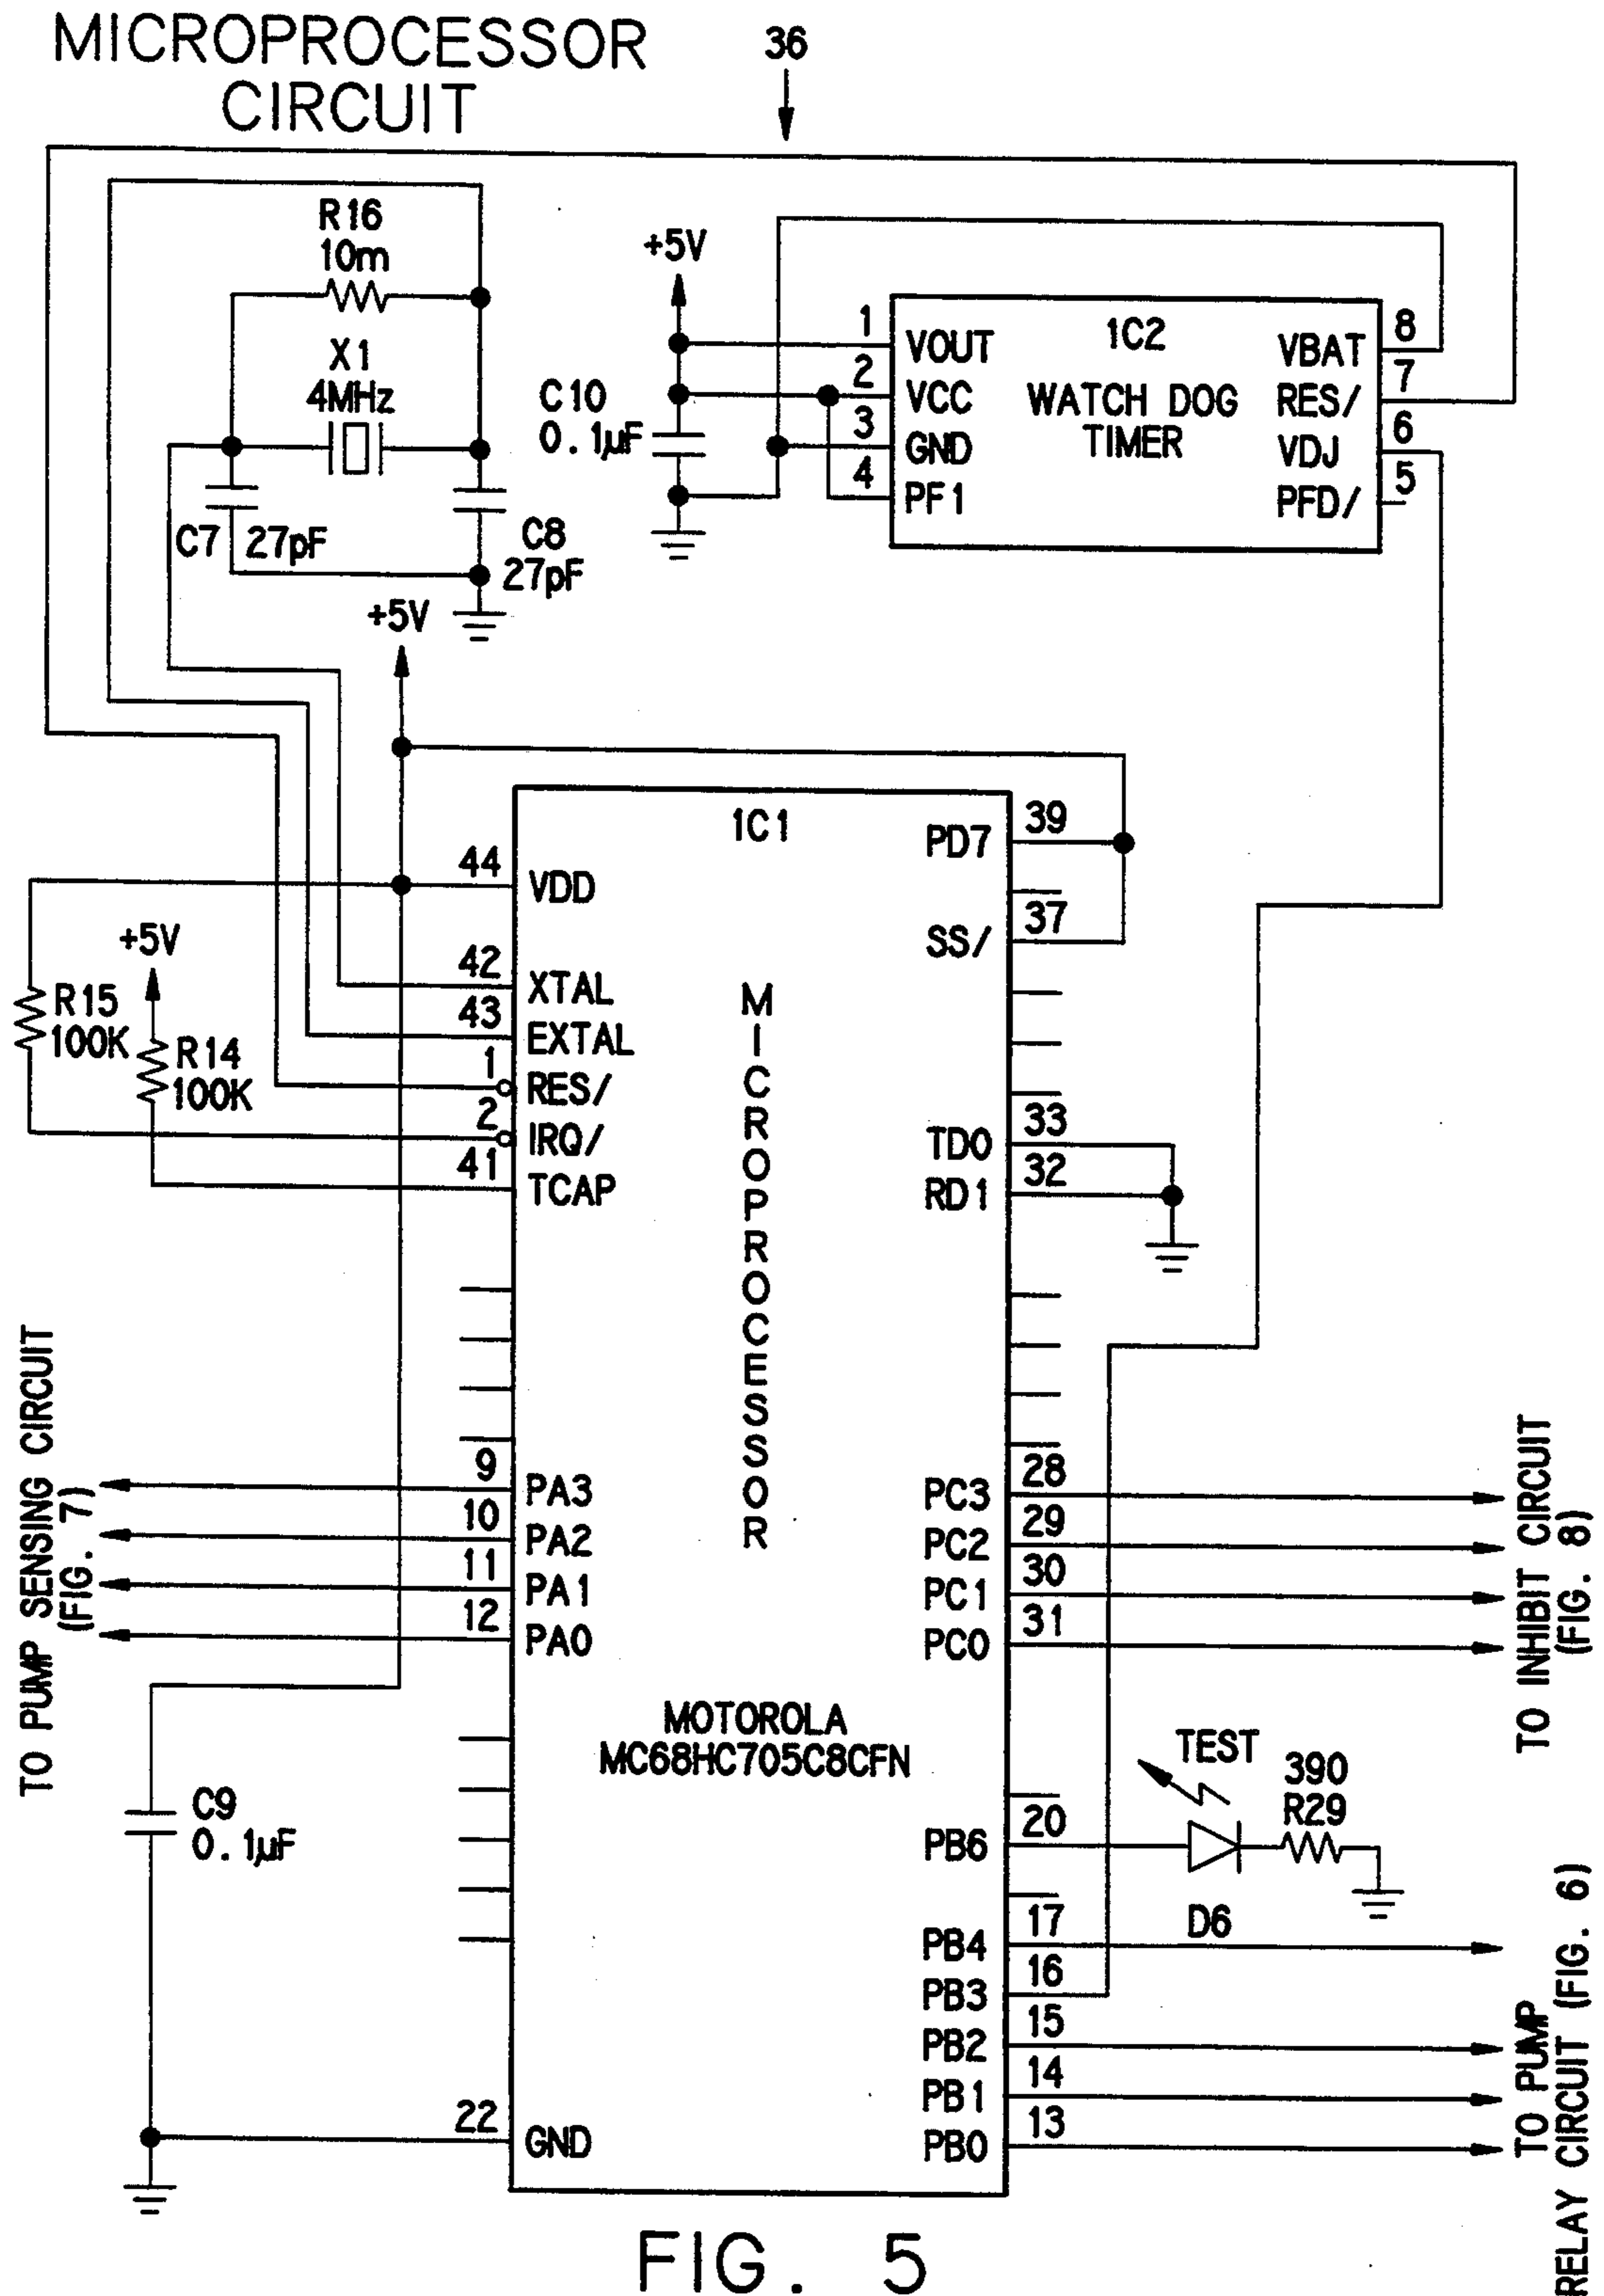 MICROPROCESSOR
CIRCUIT
36
R16
10m
X1
4MHz
C7 27pF
C8
27pF
+5V
C10
0.1µF
1
2
3
4
VOUT
VCC
GND
PF1
1C2
WATCH DOG
TIMER
VBAT
RES/
VDJ
PFD/
8
7
6
5
+5V
R15
100K
+5V
R14
100K
44
42
43
1
2
41
VDD
XTAL
EXTAL
RES/
IRQ/
TCAP
1C1
MICROPROCESSOR
PD7
39
SS/
37
TD0
33
RD1
32
TO PUMP SENSING CIRCUIT
(FIG. 7)
9
10
11
12
PA3
PA2
PA1
PA0
PC3
PC2
PC1
PC0
28
29
30
31
TO INHIBIT CIRCUIT
(FIG. 8)
MOTOROLA
MC68HC705C8CFN
C9
0.1µF
TEST
390
R29
PB6
20
D6
PB4
17
PB3
16
PB2
15
PB1
14
PB0
13
TO PUMP
RELAY CIRCUIT (FIG. 6)
22
GND
FIG. 5